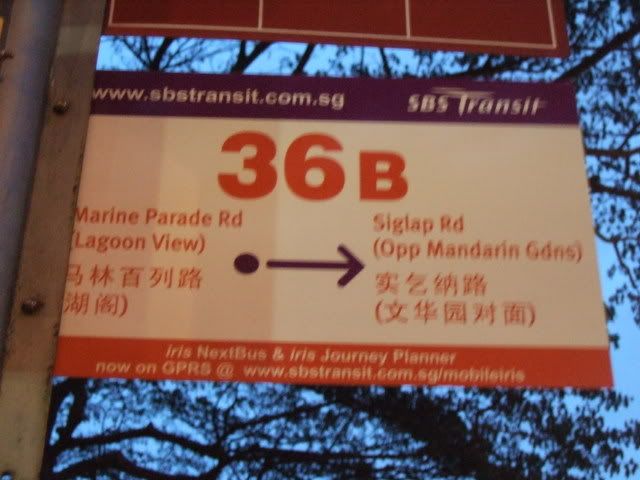 www.sbstransit.com.sg
SBS Transit
36B
Marine Parade Rd
(Lagoon View)
马林百列路
湖阁)
Siglap Rd
(Opp Mandarin Gdns)
实乞纳路
(文华园对面)
iris NextBus & iris Journey Planner
now on GPRS @ www.sbstransit.com.sg/mobileiris